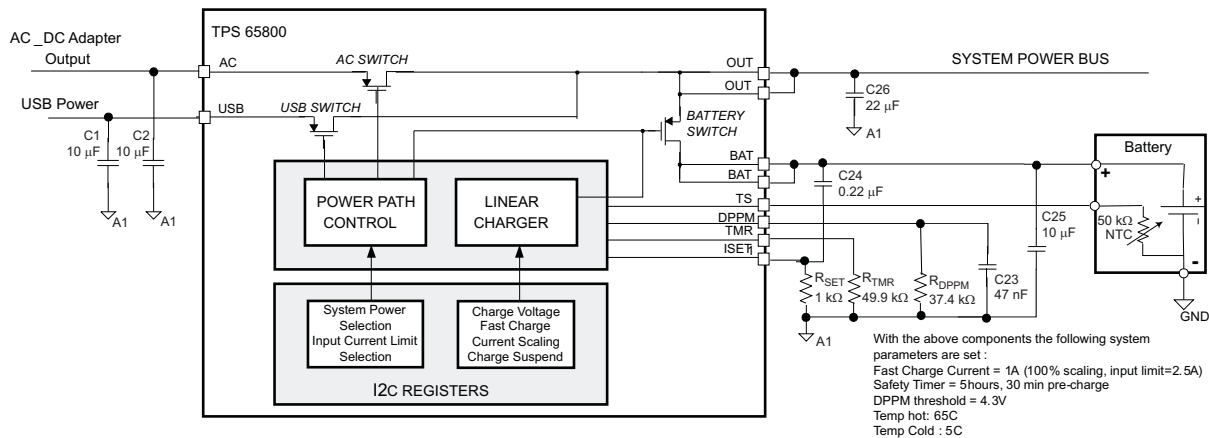 TPS 65800
AC _DC Adapter
Output
AC
AC SWITCH
OUT
SYSTEM POWER BUS
OUT
USB Power
USB
USB SWITCH
BATTERY
SWITCH
C26
22 μF
A1
C1
10 μF
C2
10 μF
A1
A1
BAT
BAT
C24
0.22 μF
Battery
+
+
-
-
50 kΩ
NTC
GND
POWER PATH
CONTROL
LINEAR
CHARGER
TS
DPPM
TMR
ISET1
C25
10 μF
RSET
1 kΩ
RTMR
49.9 kΩ
RDPPM
37.4 kΩ
C23
47 nF
A1
System Power
Selection
Input Current Limit
Selection
Charge Voltage
Fast Charge
Current Scaling
Charge Suspend
I2C REGISTERS
With the above components the following system
parameters are set :
Fast Charge Current = 1A (100% scaling, input limit=2.5A)
Safety Timer = 5hours, 30 min pre-charge
DPPM threshold = 4.3V
Temp hot: 65C
Temp Cold : 5C